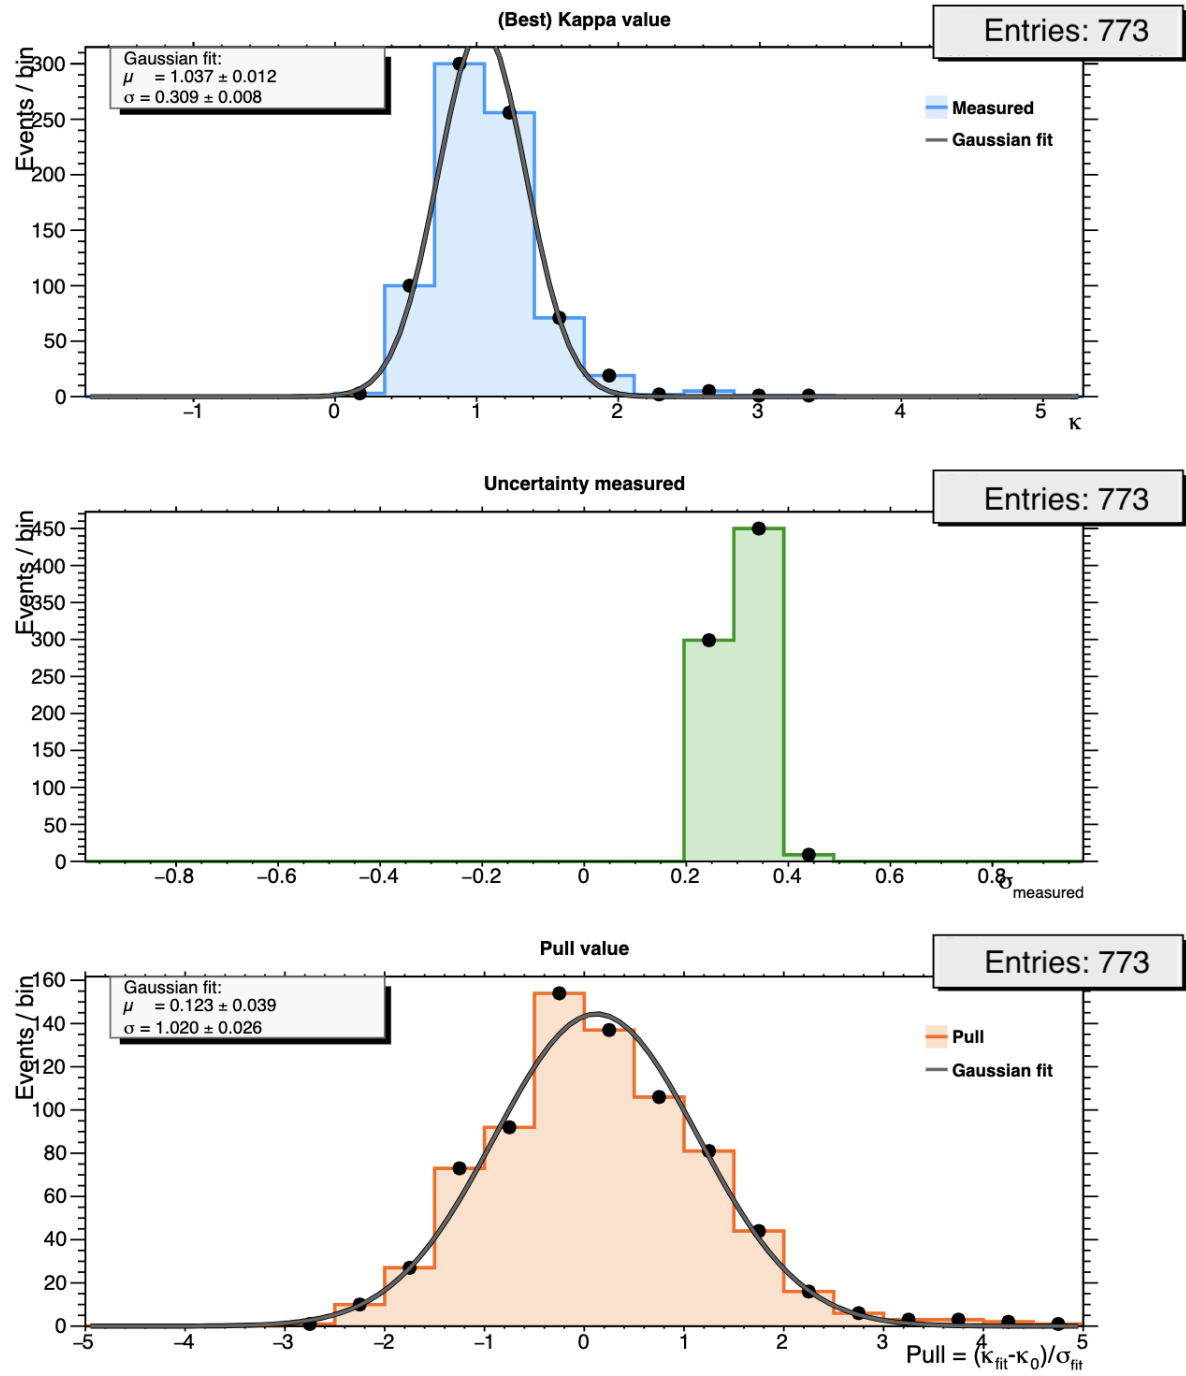 (Best) Kappa value
Entries: 773
Events / bin
Gaussian fit:
μ = 1.037 ± 0.012
σ = 0.309 ± 0.008
Measured
Gaussian fit
300
250
200
150
100
50
0
−1 0 1 2 3 4 5
κ
Uncertainty measured
Entries: 773
Events / bin
450
400
350
300
250
200
150
100
50
0
−0.8 −0.6 −0.4 −0.2 0 0.2 0.4 0.6 0.8
σmeasured
Pull value
Entries: 773
Events / bin
Gaussian fit:
μ = 0.123 ± 0.039
σ = 1.020 ± 0.026
Pull
Gaussian fit
160
140
120
100
80
60
40
20
0
−5 −4 −3 −2 −1 0 1 2 3 4 5
Pull = (κfit-κ0)/σfit